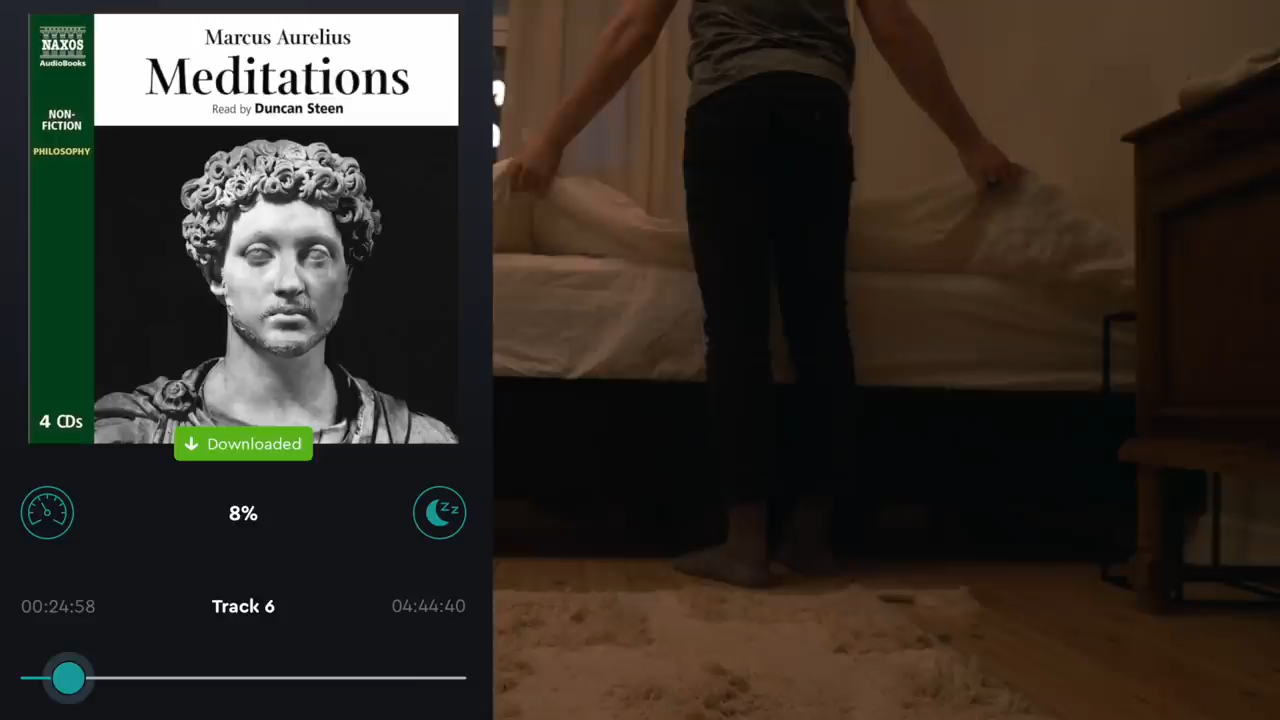 NAXOS
AudioBooks
NON-
FICTION
PHILOSOPHY
4 CDs
Marcus Aurelius
Meditations
Read by Duncan Steen
Downloaded
8%
zz
00:24:58
Track 6
04:44:40